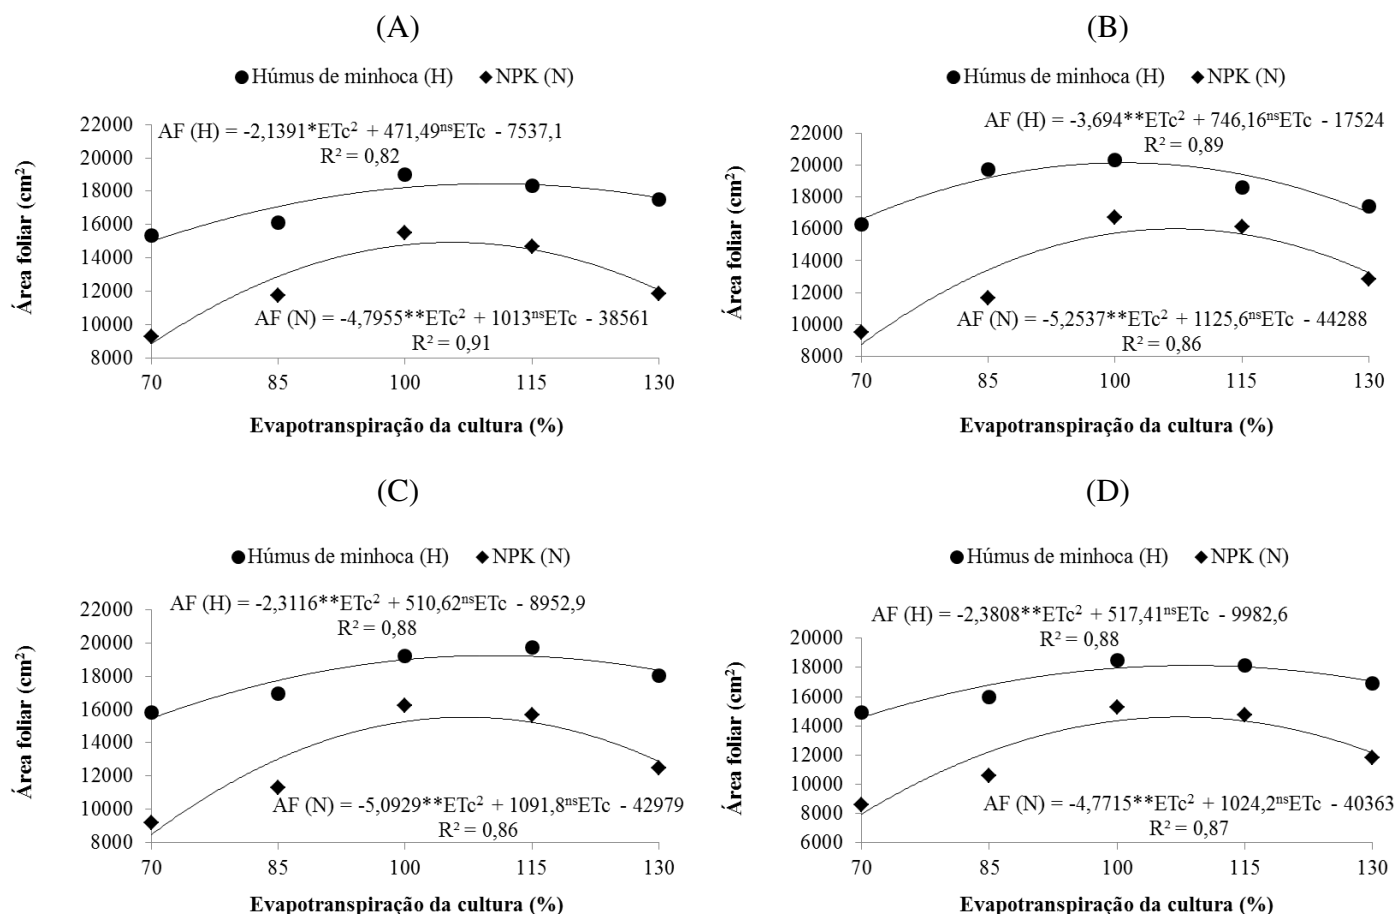 (A)
● Húmus de minhoca (H) ◆ NPK (N)
AF (H) = -2,1391*ETc² + 471,49ⁿˢETc - 7537,1
R² = 0,82
AF (N) = -4,7955**ETc² + 1013ⁿˢETc - 38561
R² = 0,91
Área foliar (cm²)
22000
20000
18000
16000
14000
12000
10000
8000
70 85 100 115 130
Evapotranspiração da cultura (%)
(B)
● Húmus de minhoca (H) ◆ NPK (N)
AF (H) = -3,694**ETc² + 746,16ⁿˢETc - 17524
R² = 0,89
AF (N) = -5,2537**ETc² + 1125,6ⁿˢETc - 44288
R² = 0,86
Área foliar (cm²)
22000
20000
18000
16000
14000
12000
10000
8000
70 85 100 115 130
Evapotranspiração da cultura (%)
(C)
● Húmus de minhoca (H) ◆ NPK (N)
AF (H) = -2,3116**ETc² + 510,62ⁿˢETc - 8952,9
R² = 0,88
AF (N) = -5,0929**ETc² + 1091,8ⁿˢETc - 42979
R² = 0,86
Área foliar (cm²)
22000
20000
18000
16000
14000
12000
10000
8000
70 85 100 115 130
Evapotranspiração da cultura (%)
(D)
● Húmus de minhoca (H) ◆ NPK (N)
AF (H) = -2,3808**ETc² + 517,41ⁿˢETc - 9982,6
R² = 0,88
AF (N) = -4,7715**ETc² + 1024,2ⁿˢETc - 40363
R² = 0,87
Área foliar (cm²)
20000
18000
16000
14000
12000
10000
8000
6000
70 85 100 115 130
Evapotranspiração da cultura (%)